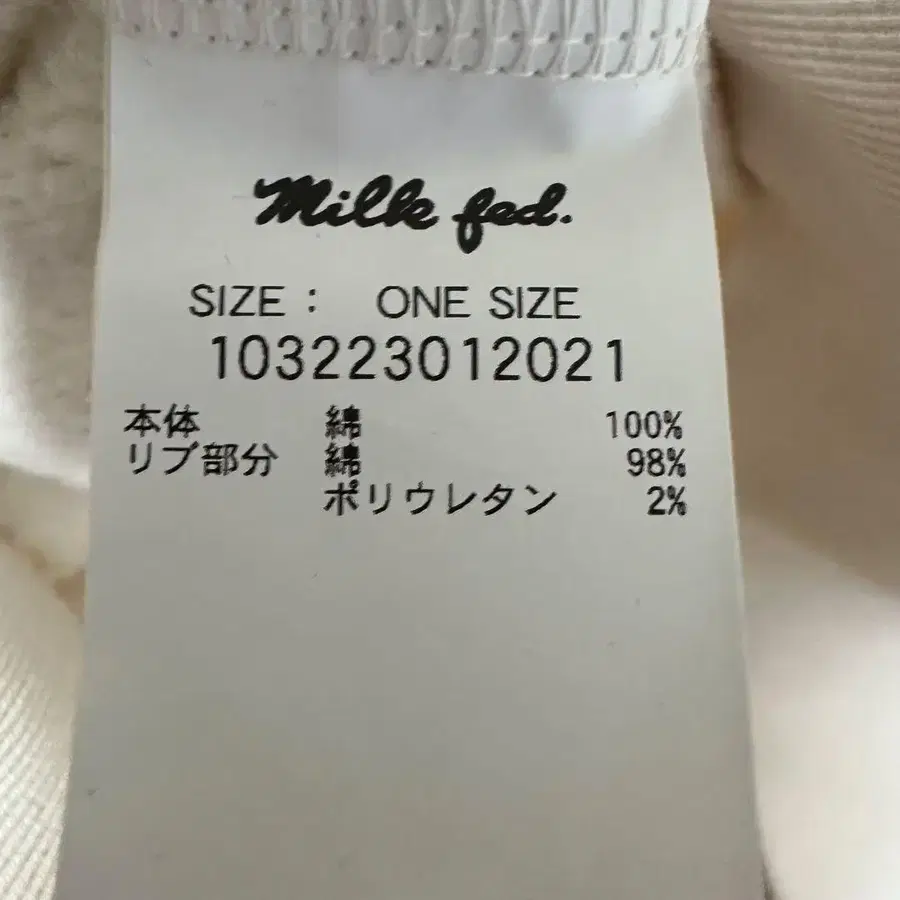 Milk fed.
SIZE : ONE SIZE
103223012021
本体 綿 100%
リブ部分 綿 98%
ポリウレタン 2%